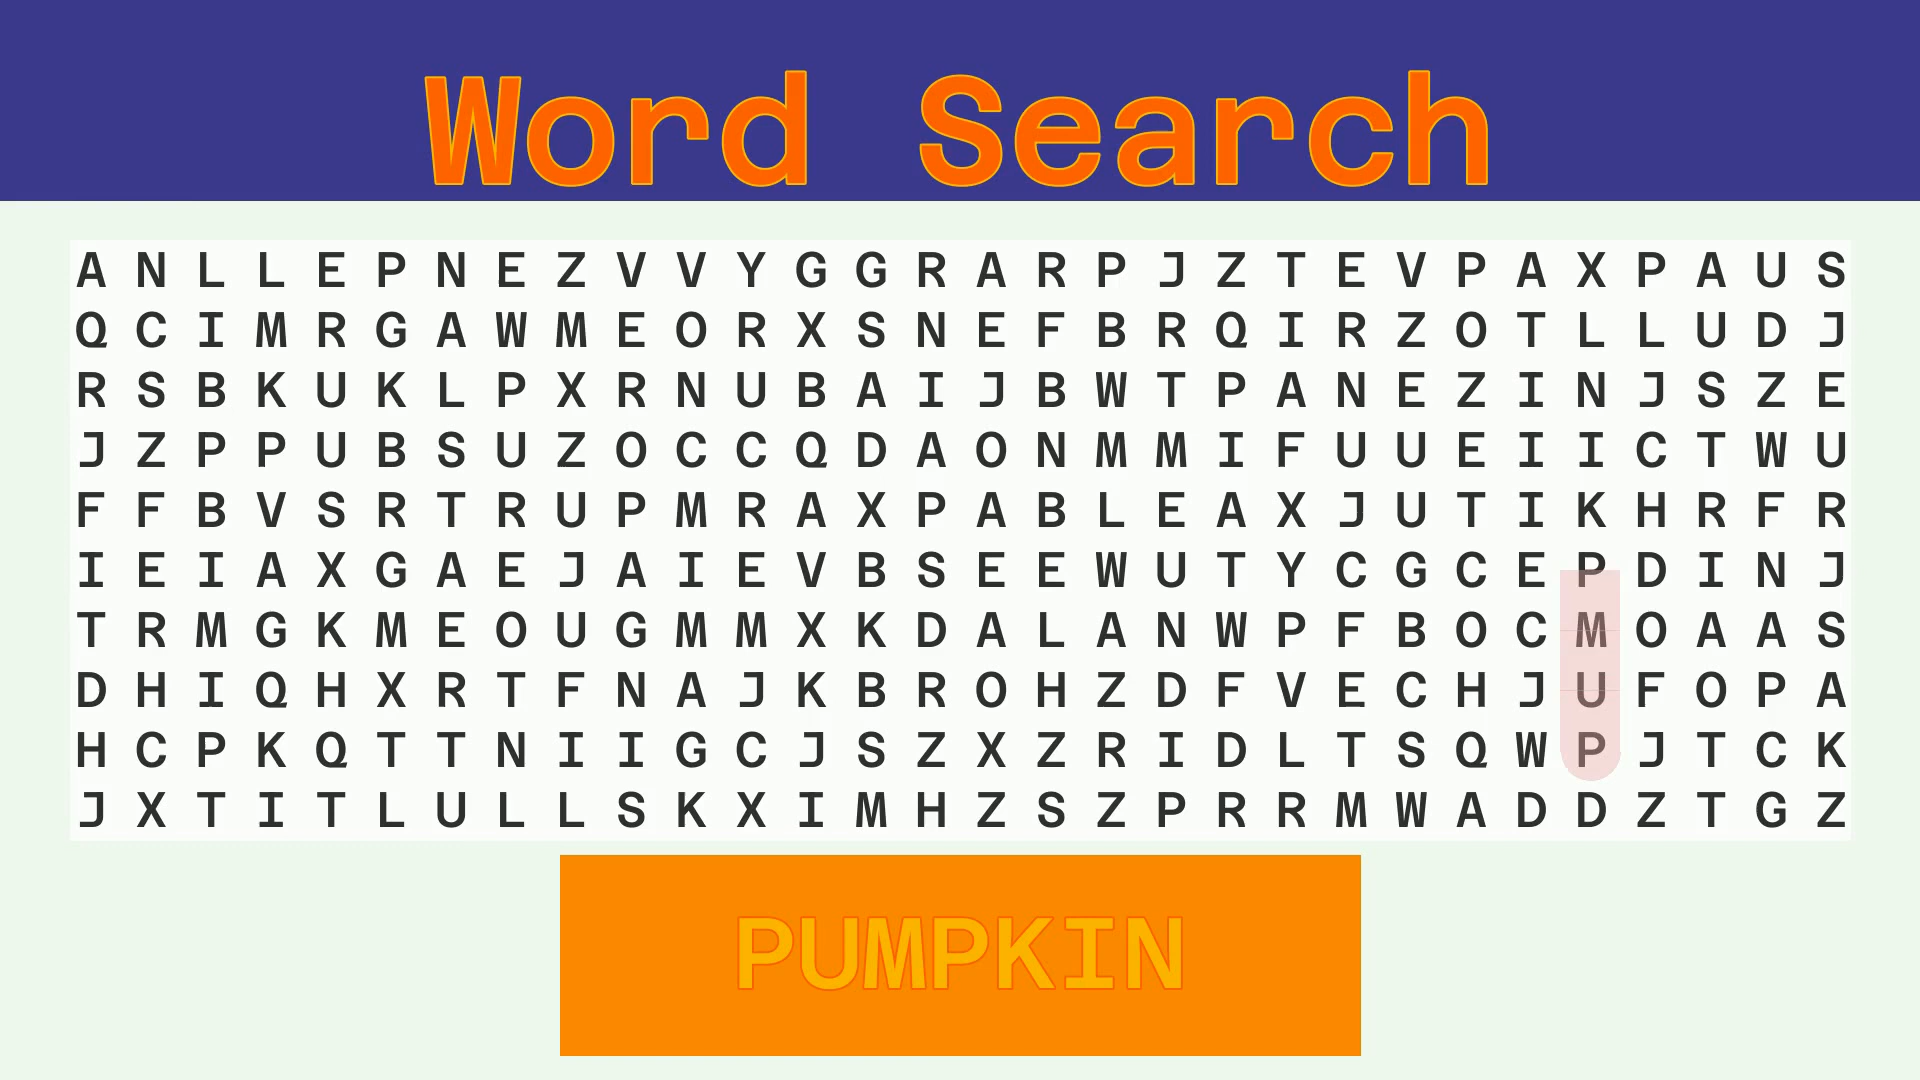 Word Search
A N L L E P N E Z V V Y G G R A R P J Z T E V P A X P A U S
Q C I M R G A W M E O R X S N E F B R Q I R Z O T L L U D J
R S B K U K L P X R N U B A I J B W T P A N E Z I N J S Z E
J Z P P U B S U Z O C C Q D A O N M M I F U U E I I C T W U
F F B V S R T R U P M R A X P A B L E A X J U T I K H R F R
I E I A X G A E J A I E V B S E E W U T Y C G C E P D I N J
T R M G K M E O U G M M X K D A L A N W P F B O C M O A A S
D H I Q H X R T F N A J K B R O H Z D F V E C H J U F O P A
H C P K Q T T N I I G C J S Z X Z R I D L T S Q W P J T C K
J X T I T L U L L S K X I M H Z S Z P R R M W A D D Z T G Z
PUMPKIN